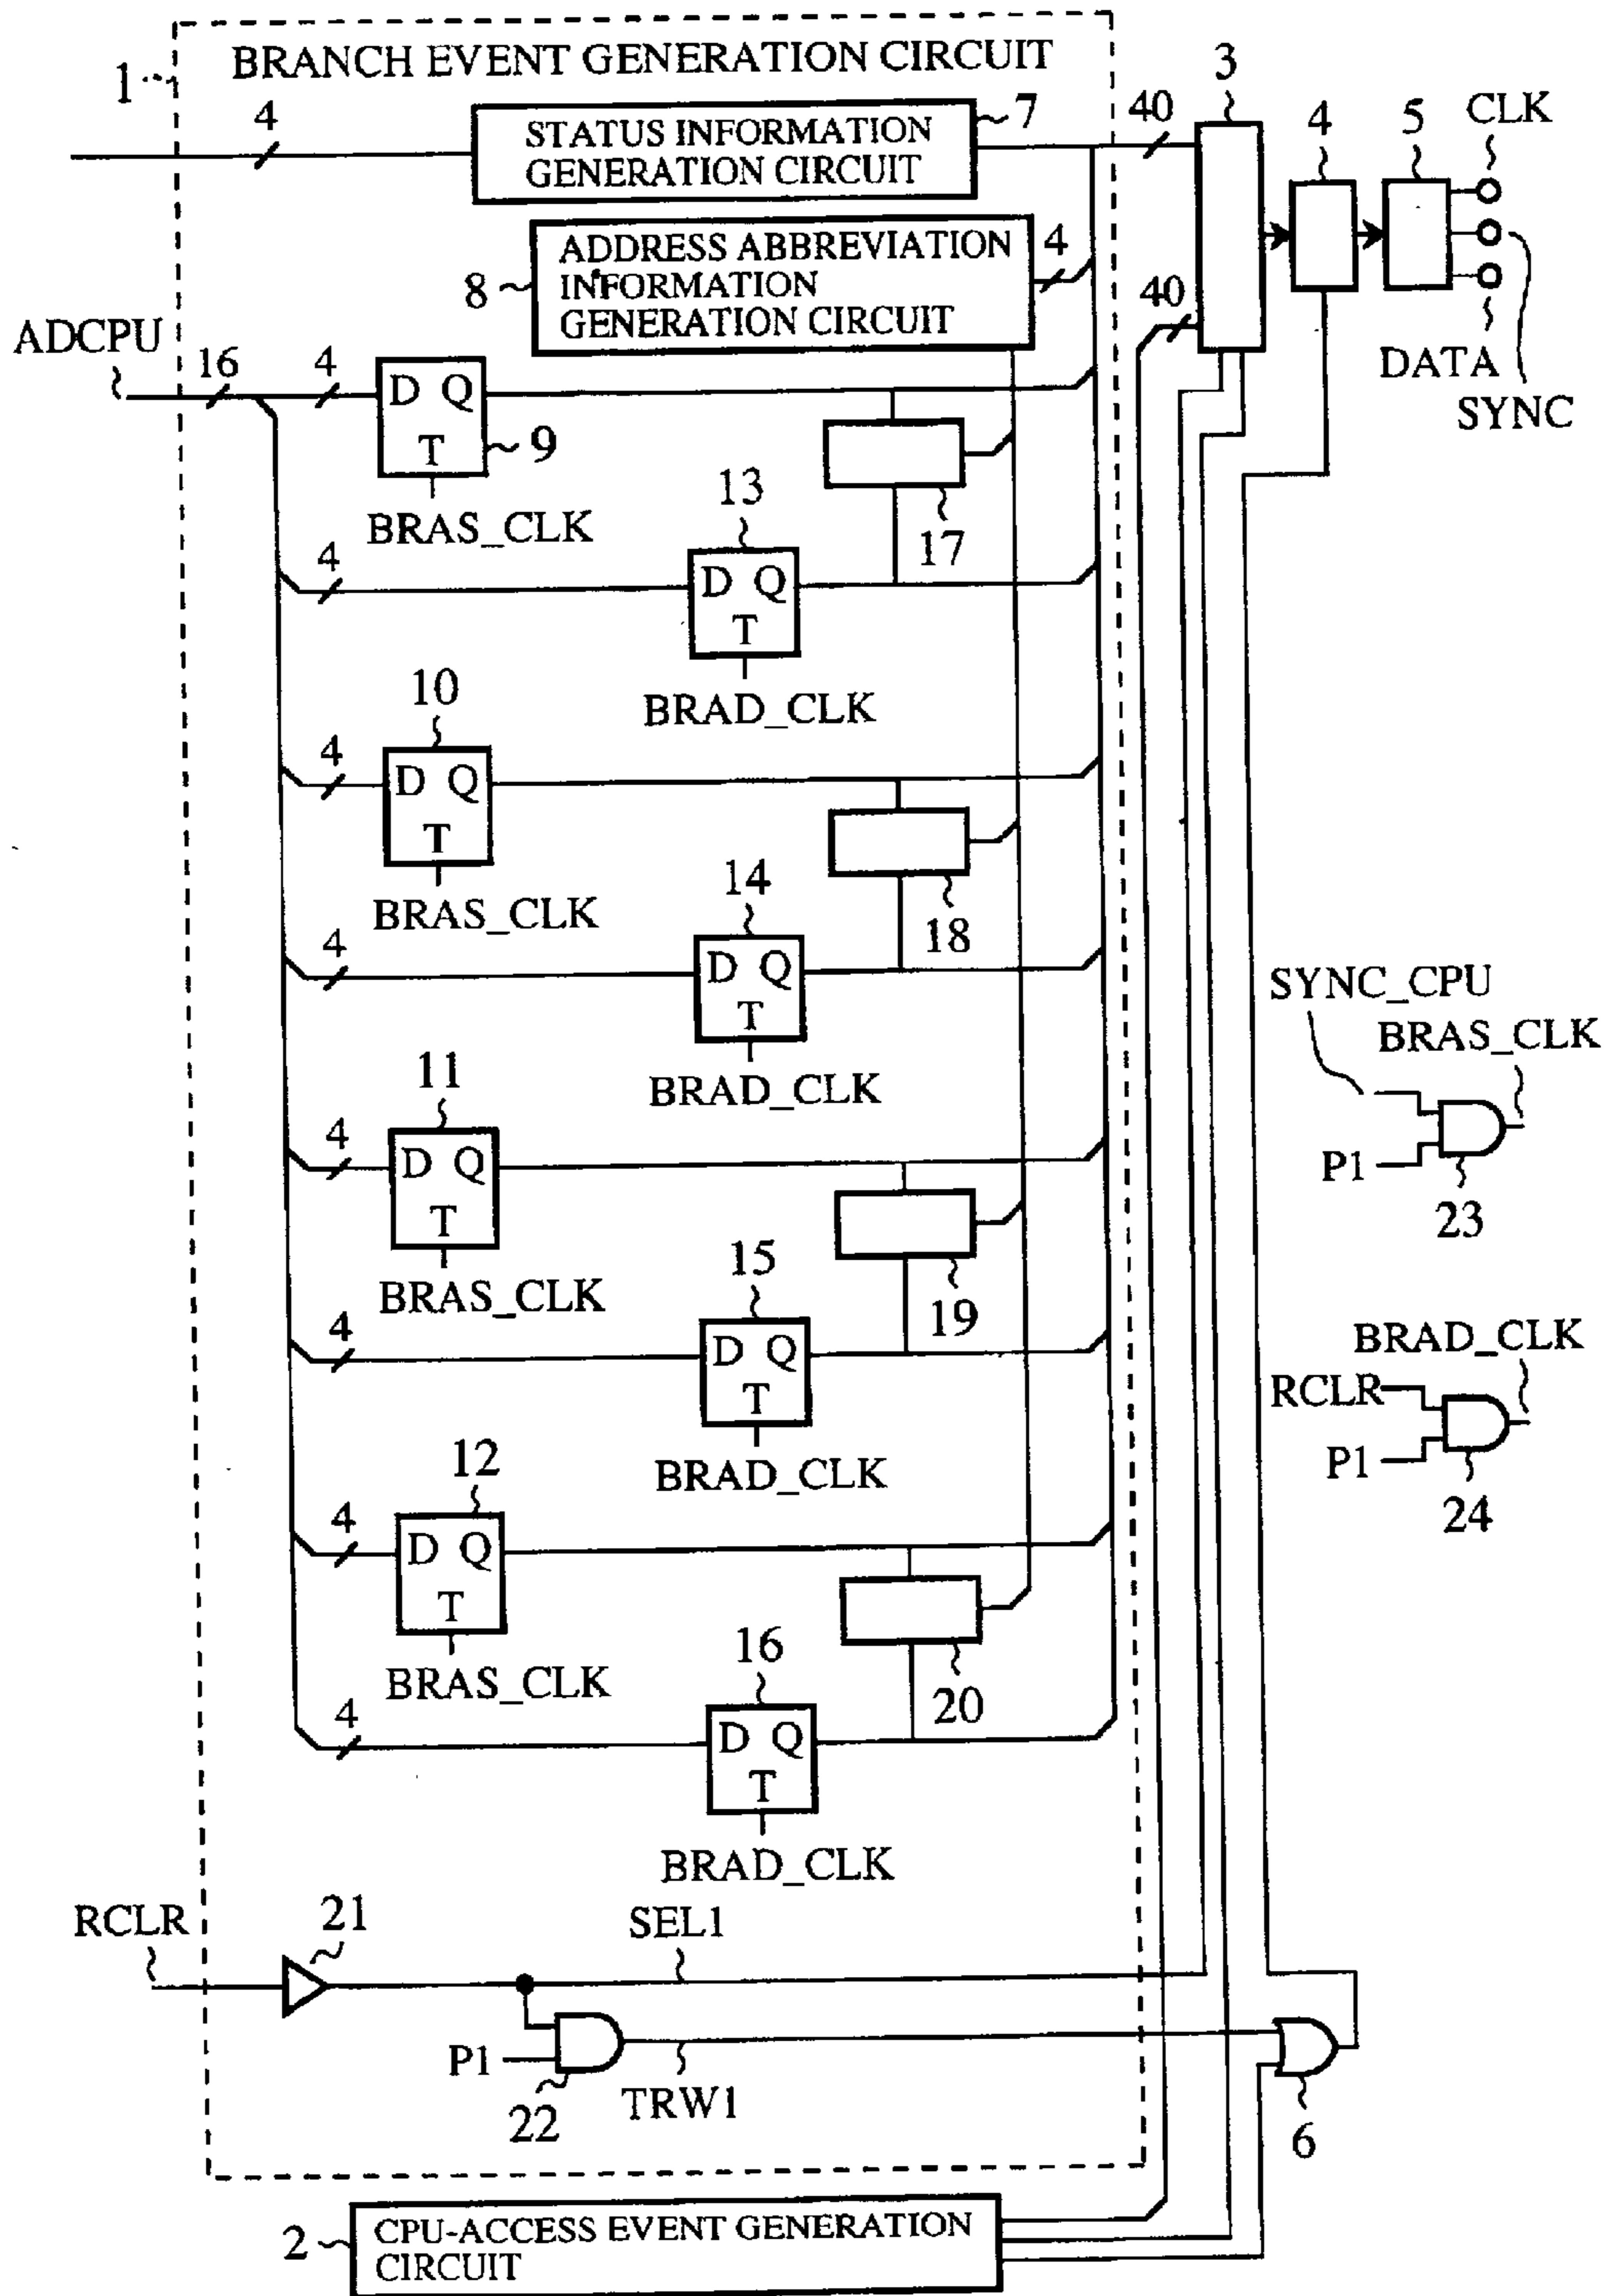 BRANCH EVENT GENERATION CIRCUIT
1
3
4
STATUS INFORMATION
GENERATION CIRCUIT
7
40
4
5
CLK
8
ADDRESS ABBREVIATION
INFORMATION
GENERATION CIRCUIT
4
40
DATA
SYNC
ADCPU
16
4
D Q
T
9
BRAS_CLK
17
4
13
D Q
T
BRAD_CLK
10
4
D Q
T
BRAS_CLK
18
14
4
D Q
T
BRAD_CLK
SYNC_CPU
BRAS_CLK
P1
23
11
4
D Q
T
BRAS_CLK
19
15
4
D Q
T
BRAD_CLK
BRAD_CLK
RCLR
P1
24
12
4
D Q
T
BRAS_CLK
20
16
4
D Q
T
BRAD_CLK
RCLR
21
SEL1
P1
22
TRW1
6
2
CPU-ACCESS EVENT GENERATION
CIRCUIT